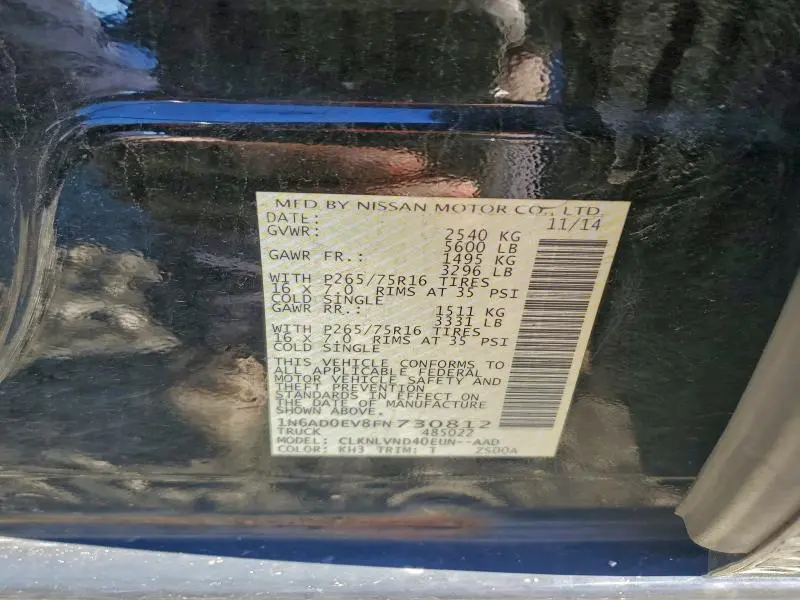 MFD BY NISSAN MOTOR CO., LTD.
DATE: 11/14
GVWR: 2540 KG
5600 LB
GAWR FR.: 1495 KG
3296 LB
WITH P265/75R16 TIRES
16 X 7.0 RIMS AT 35 PSI
COLD SINGLE
GAWR RR.: 1511 KG
3331 LB
WITH P265/75R16 TIRES
16 X 7.0 RIMS AT 35 PSI
COLD SINGLE
THIS VEHICLE CONFORMS TO
ALL APPLICABLE FEDERAL
MOTOR VEHICLE SAFETY AND
THEFT PREVENTION
STANDARDS IN EFFECT ON
THE DATE OF MANUFACTURE
SHOWN ABOVE.
1N6AD0EV8FN730812
TRUCK 485022
MODEL: CLKNLVND40EUN--AAD
COLOR: KH3 TRIM: T ZS00A